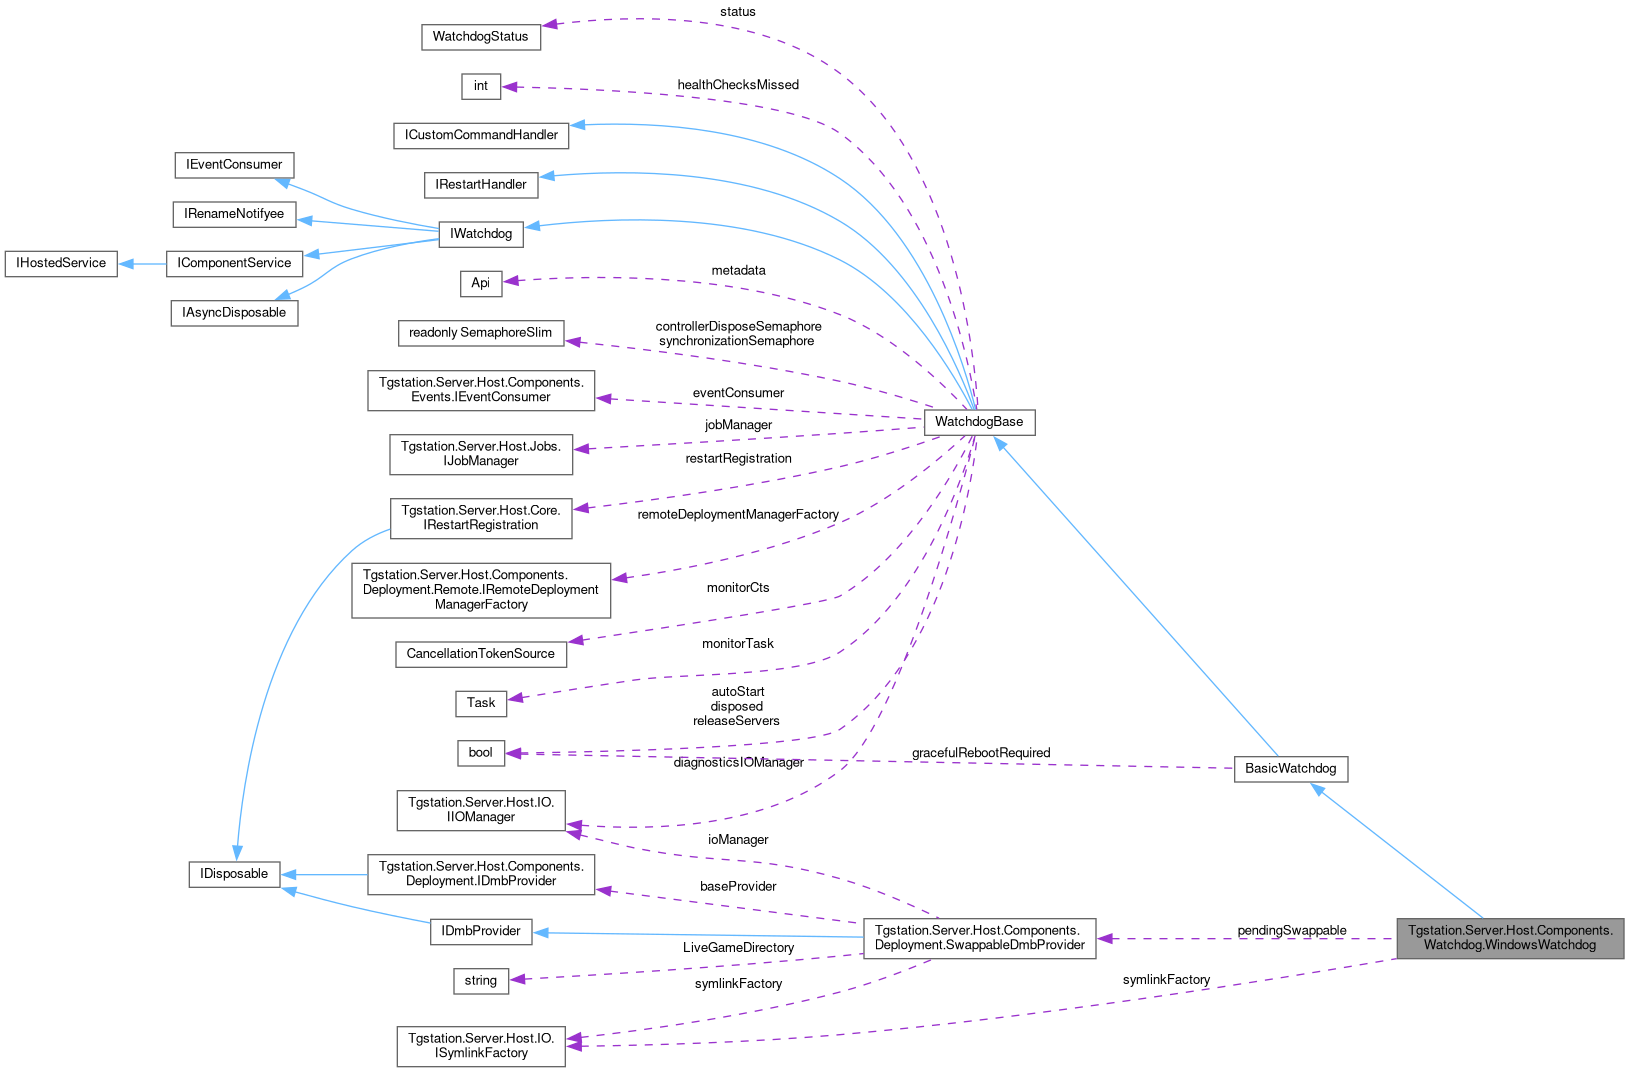 status
WatchdogStatus
int
healthChecksMissed
ICustomCommandHandler
IEventConsumer
IRestartHandler
IRenameNotifyee
IWatchdog
IHostedService
IComponentService
metadata
Api
IAsyncDisposable
controllerDisposeSemaphore
synchronizationSemaphore
readonly SemaphoreSlim
Tgstation.Server.Host.Components.
Events.IEventConsumer
eventConsumer
WatchdogBase
jobManager
Tgstation.Server.Host.Jobs.
IJobManager
restartRegistration
Tgstation.Server.Host.Core.
IRestartRegistration
remoteDeploymentManagerFactory
Tgstation.Server.Host.Components.
Deployment.Remote.IRemoteDeployment
ManagerFactory
monitorCts
CancellationTokenSource
monitorTask
Task
autoStart
disposed
releaseServers
bool
gracefulRebootRequired
diagnosticsIOManager
BasicWatchdog
Tgstation.Server.Host.IO.
IIOManager
ioManager
IDisposable
Tgstation.Server.Host.Components.
Deployment.IDmbProvider
baseProvider
IDmbProvider
Tgstation.Server.Host.Components.
Deployment.SwappableDmbProvider
pendingSwappable
Tgstation.Server.Host.Components.
Watchdog.WindowsWatchdog
LiveGameDirectory
string
symlinkFactory
symlinkFactory
Tgstation.Server.Host.IO.
ISymlinkFactory